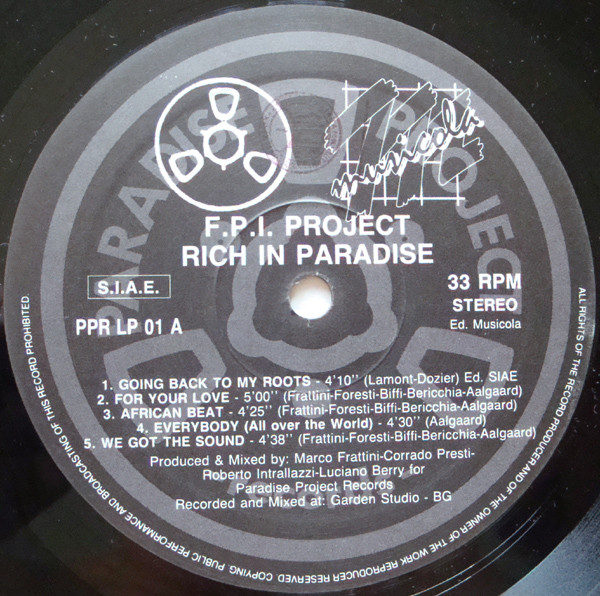 PARADISE PROJECT
musicola
F.P.I. PROJECT
RICH IN PARADISE
S.I.A.E.
33 RPM
STEREO
PPR LP 01 A
Ed. Musicola
1. GOING BACK TO MY ROOTS - 4'10'' (Lamont-Dozier) Ed. SIAE
2. FOR YOUR LOVE - 5'00'' (Frattini-Foresti-Biffi-Bericchia-Aalgaard)
3. AFRICAN BEAT - 4'25'' (Frattini-Foresti-Biffi-Bericchia-Aalgaard)
4. EVERYBODY (All over the World) - 4'30'' (Aalgaard)
5. WE GOT THE SOUND - 4'38'' (Frattini-Foresti-Biffi-Bericchia-Aalgaard)
Produced & Mixed by: Marco Frattini-Corrado Presti-
Roberto Intrallazzi-Luciano Berry for
Paradise Project Records
Recorded and Mixed at: Garden Studio - BG
ALL RIGHTS OF THE RECORD PRODUCER AND OF THE OWNER OF THE WORK REPRODUCER RESERVED. COPYING, PUBLIC PERFORMANCE AND BROADCASTING OF THIS RECORD PROHIBITED.